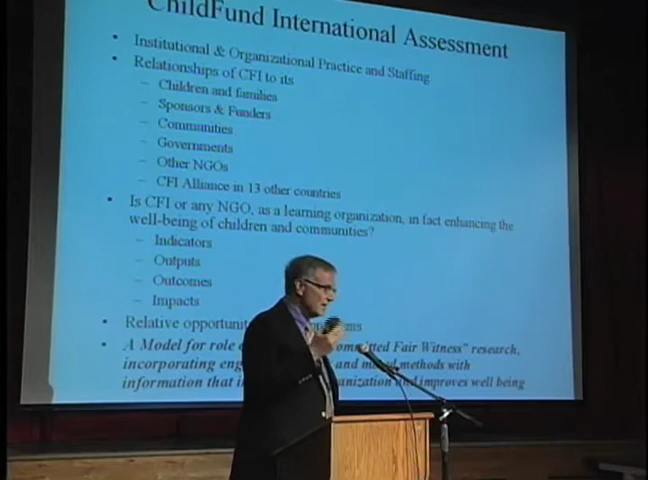 ChildFund International Assessment
• Institutional & Organizational Practice and Staffing
• Relationships of CFI to its
– Children and families
– Sponsors & Funders
– Communities
– Governments
– Other NGOs
– CFI Alliance in 13 other countries
• Is CFI or any NGO, as a learning organization, in fact enhancing the
well-being of children and communities?
– Indicators
– Outputs
– Outcomes
– Impacts
• Relative
• A Model for role Fair Witness" research,
incorporating and methods with
information that and improves well being